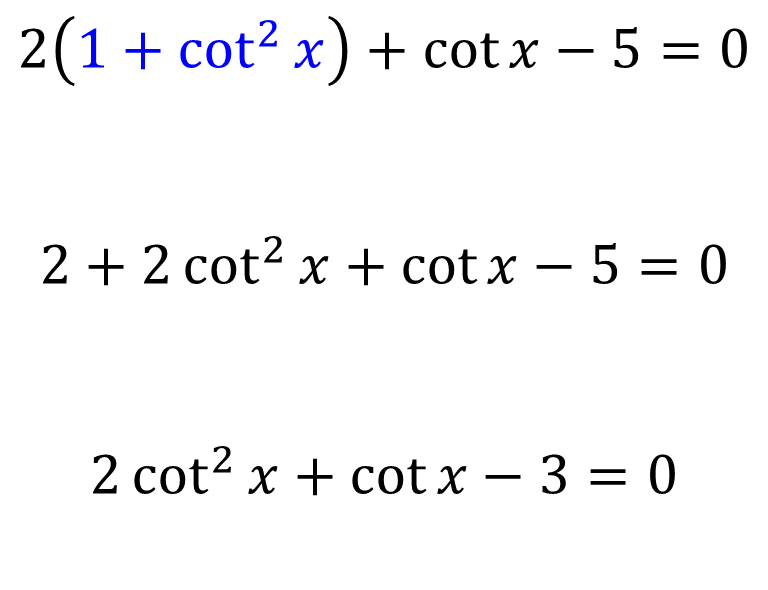 2(1 + cot² x) + cot x − 5 = 0
2 + 2 cot² x + cot x − 5 = 0
2 cot² x + cot x − 3 = 0